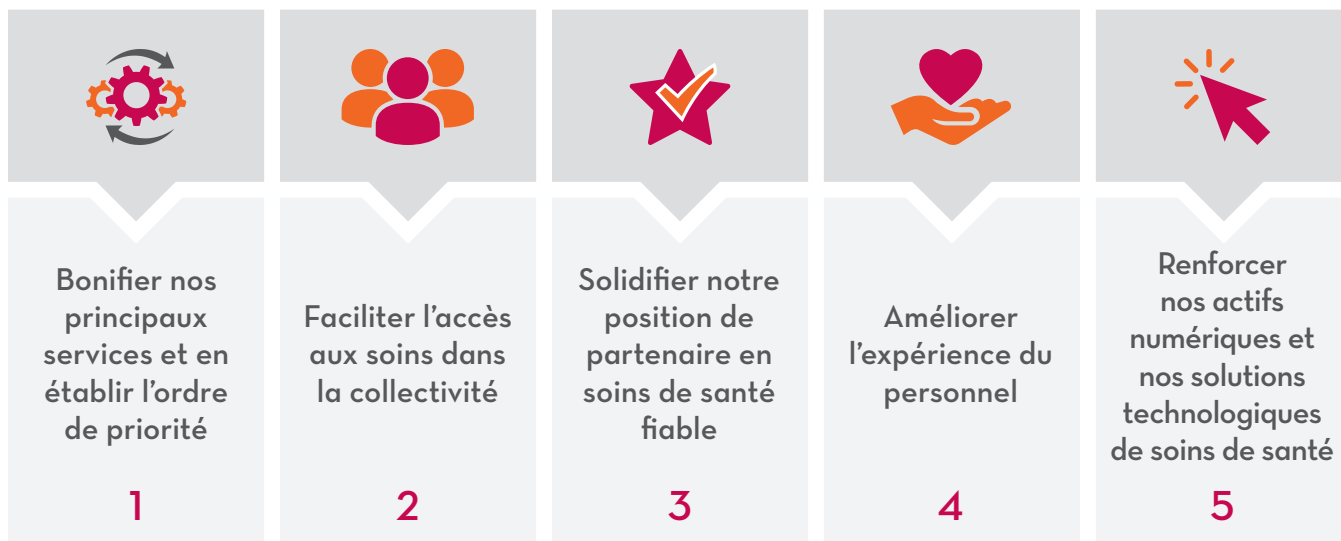 Bonifier nos
principaux
services et en
établir l’ordre
de priorité
1
Faciliter l’accès
aux soins dans
la collectivité
2
Solidifier notre
position de
partenaire en
soins de santé
fiable
3
Améliorer
l’expérience du
personnel
4
Renforcer
nos actifs
numériques et
nos solutions
technologiques
de soins de santé
5